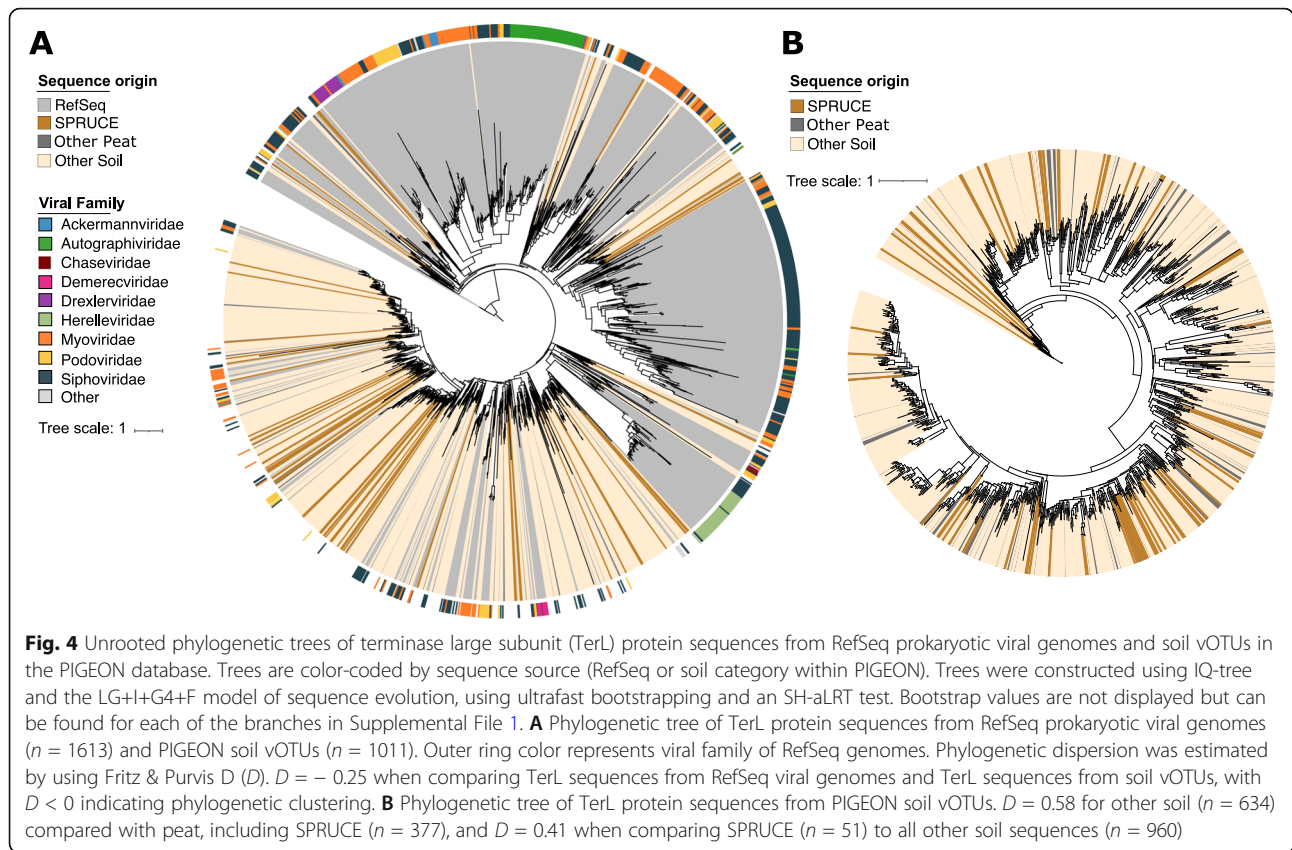 A
Sequence origin
RefSeq
SPRUCE
Other Peat
Other Soil
Viral Family
Ackermannviridae
Autographiviridae
Chaseviridae
Demerecviridae
Drexlerviridae
Herelleviridae
Myoviridae
Podoviridae
Siphoviridae
Other
Tree scale: 1
B
Sequence origin
SPRUCE
Other Peat
Other Soil
Tree scale: 1
Fig. 4 Unrooted phylogenetic trees of terminase large subunit (TerL) protein sequences from RefSeq prokaryotic viral genomes and soil vOTUs in
the PIGEON database. Trees are color-coded by sequence source (RefSeq or soil category within PIGEON). Trees were constructed using IQ-tree
and the LG+I+G4+F model of sequence evolution, using ultrafast bootstrapping and an SH-aLRT test. Bootstrap values are not displayed but can
be found for each of the branches in Supplemental File 1. A Phylogenetic tree of TerL protein sequences from RefSeq prokaryotic viral genomes
(n = 1613) and PIGEON soil vOTUs (n = 1011). Outer ring color represents viral family of RefSeq genomes. Phylogenetic dispersion was estimated
by using Fritz & Purvis D (D). D = − 0.25 when comparing TerL sequences from RefSeq viral genomes and TerL sequences from soil vOTUs, with
D < 0 indicating phylogenetic clustering. B Phylogenetic tree of TerL protein sequences from PIGEON soil vOTUs. D = 0.58 for other soil (n = 634)
compared with peat, including SPRUCE (n = 377), and D = 0.41 when comparing SPRUCE (n = 51) to all other soil sequences (n = 960)